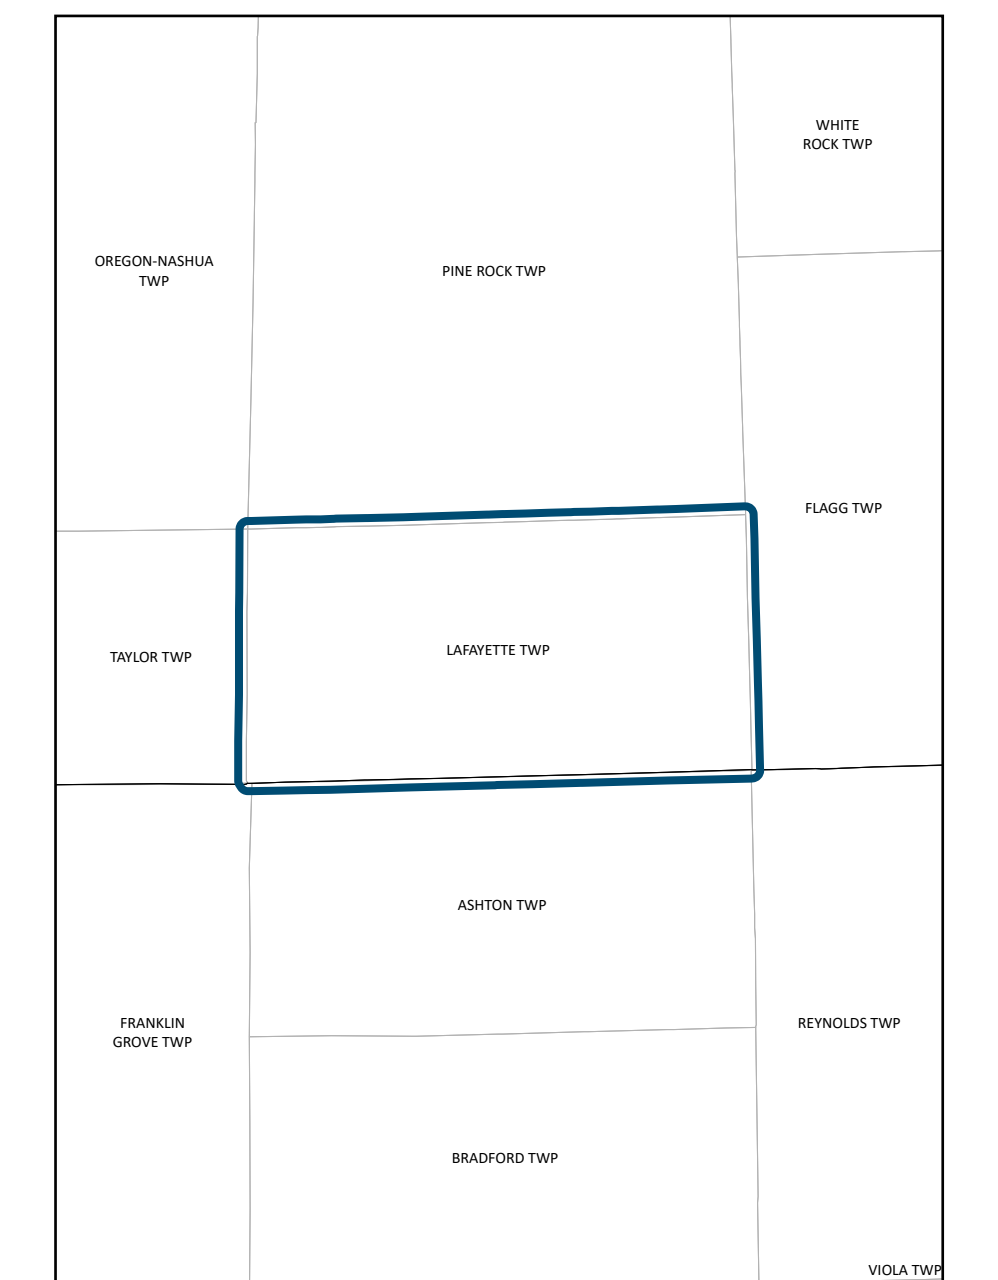 WHITE
ROCK TWP
OREGON-NASHUA
TWP
PINE ROCK TWP
FLAGG TWP
TAYLOR TWP
LAFAYETTE TWP
ASHTON TWP
FRANKLIN
GROVE TWP
REYNOLDS TWP
BRADFORD TWP
VIOLA TWP